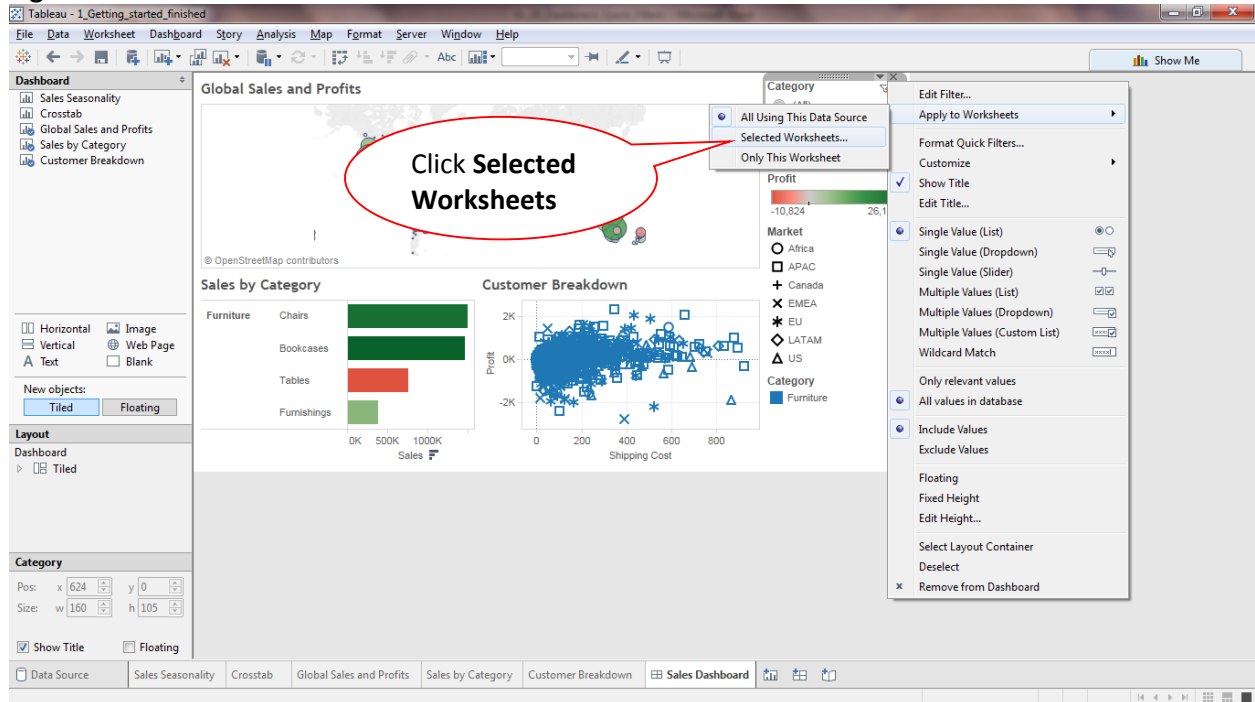 Tableau - 1_Getting_started_finished
File Data Worksheet Dashboard Story Analysis Map Format Server Window Help
Abc
Show Me
Dashboard
Sales Seasonality
Crosstab
Global Sales and Profits
Sales by Category
Customer Breakdown
Horizontal Image
Vertical Web Page
A Text Blank
New objects:
Tiled Floating
Layout
Dashboard
Tiled
Category
Pos: x 624 y 0
Size: w 160 h 105
Show Title Floating
Global Sales and Profits
© OpenStreetMap contributors
Click Selected
Worksheets
Sales by Category
Furniture
Chairs
Bookcases
Tables
Furnishings
0K 500K 1000K
Sales
Customer Breakdown
Profit
2K
0K
-2K
0 200 400 600 800
Shipping Cost
Category
(All)
All Using This Data Source
Selected Worksheets...
Only This Worksheet
Profit
-10,824 26,1
Market
Africa
APAC
Canada
EMEA
EU
LATAM
US
Category
Furniture
Edit Filter...
Apply to Worksheets
Format Quick Filters...
Customize
Show Title
Edit Title...
Single Value (List)
Single Value (Dropdown)
Single Value (Slider)
Multiple Values (List)
Multiple Values (Dropdown)
Multiple Values (Custom List)
Wildcard Match
Only relevant values
All values in database
Include Values
Exclude Values
Floating
Fixed Height
Edit Height...
Select Layout Container
Deselect
Remove from Dashboard
Data Source Sales Seasonality Crosstab Global Sales and Profits Sales by Category Customer Breakdown Sales Dashboard